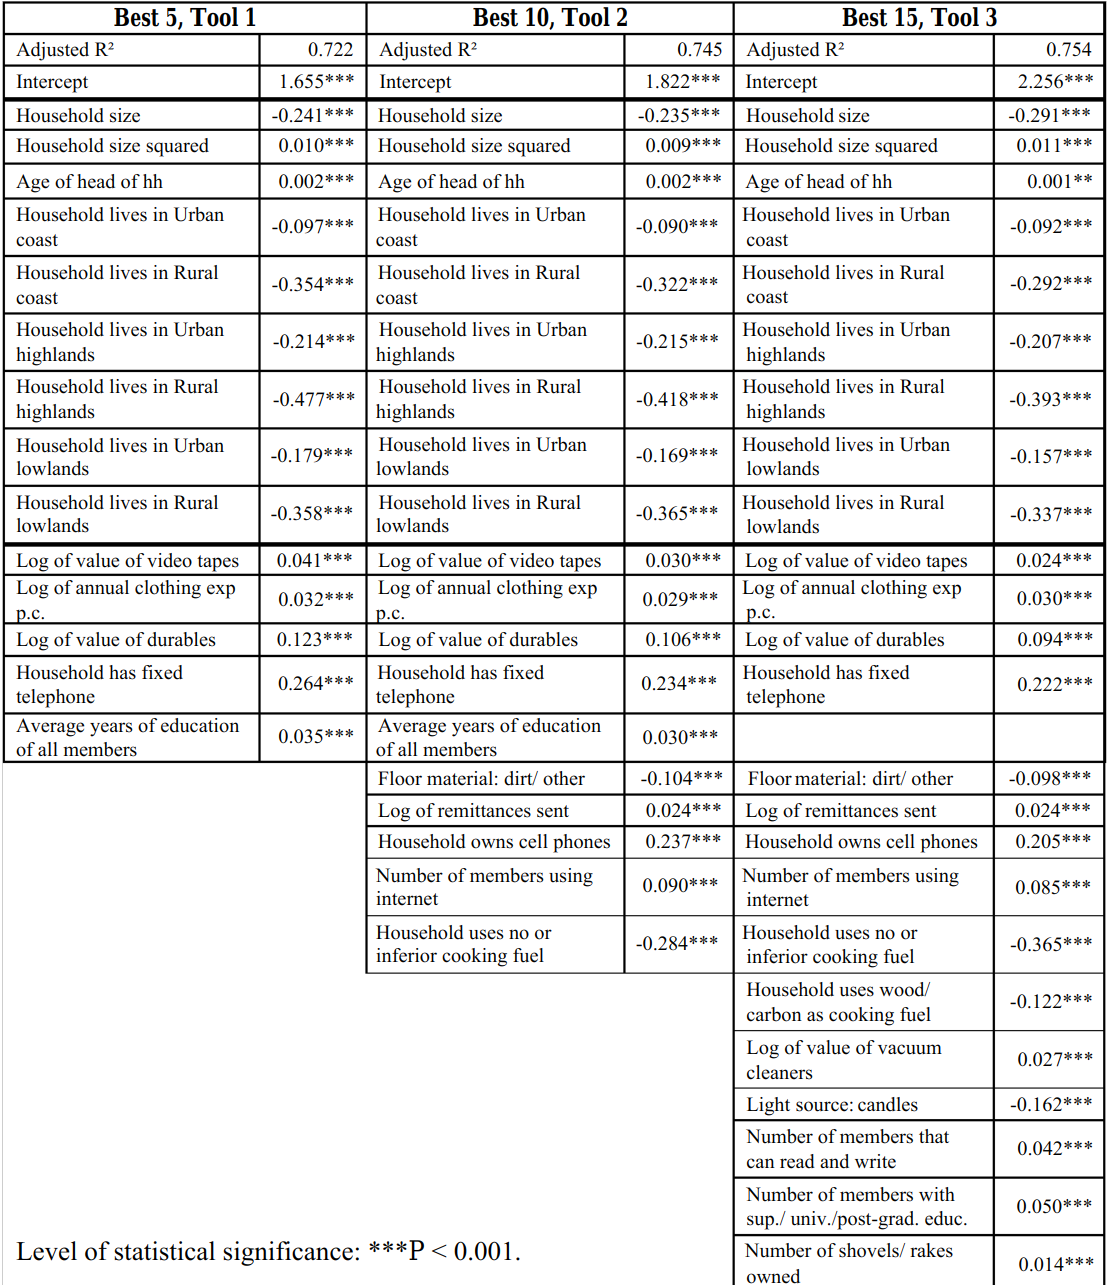 Best 5, Tool 1 Best 10, Tool 2 Best 15, Tool 3
Adjusted R² 0.722 Adjusted R² 0.745 Adjusted R² 0.754
Intercept 1.655*** Intercept 1.822*** Intercept 2.256***
Household size -0.241*** Household size -0.235*** Household size -0.291***
Household size squared 0.010*** Household size squared 0.009*** Household size squared 0.011***
Age of head of hh 0.002*** Age of head of hh 0.002*** Age of head of hh 0.001**
Household lives in Urban coast -0.097*** Household lives in Urban coast -0.090*** Household lives in Urban coast -0.092***
Household lives in Rural coast -0.354*** Household lives in Rural coast -0.322*** Household lives in Rural coast -0.292***
Household lives in Urban highlands -0.214*** Household lives in Urban highlands -0.215*** Household lives in Urban highlands -0.207***
Household lives in Rural highlands -0.477*** Household lives in Rural highlands -0.418*** Household lives in Rural highlands -0.393***
Household lives in Urban lowlands -0.179*** Household lives in Urban lowlands -0.169*** Household lives in Urban lowlands -0.157***
Household lives in Rural lowlands -0.358*** Household lives in Rural lowlands -0.365*** Household lives in Rural lowlands -0.337***
Log of value of video tapes 0.041*** Log of value of video tapes 0.030*** Log of value of video tapes 0.024***
Log of annual clothing exp p.c. 0.032*** Log of annual clothing exp p.c. 0.029*** Log of annual clothing exp p.c. 0.030***
Log of value of durables 0.123*** Log of value of durables 0.106*** Log of value of durables 0.094***
Household has fixed telephone 0.264*** Household has fixed telephone 0.234*** Household has fixed telephone 0.222***
Average years of education of all members 0.035*** Average years of education of all members 0.030***
Floor material: dirt/ other -0.104*** Floor material: dirt/ other -0.098***
Log of remittances sent 0.024*** Log of remittances sent 0.024***
Household owns cell phones 0.237*** Household owns cell phones 0.205***
Number of members using internet 0.090*** Number of members using internet 0.085***
Household uses no or inferior cooking fuel -0.284*** Household uses no or inferior cooking fuel -0.365***
Household uses wood/ carbon as cooking fuel -0.122***
Log of value of vacuum cleaners 0.027***
Light source: candles -0.162***
Number of members that can read and write 0.042***
Number of members with sup./ univ./post-grad. educ. 0.050***
Number of shovels/ rakes owned 0.014***
Level of statistical significance: ***P < 0.001.